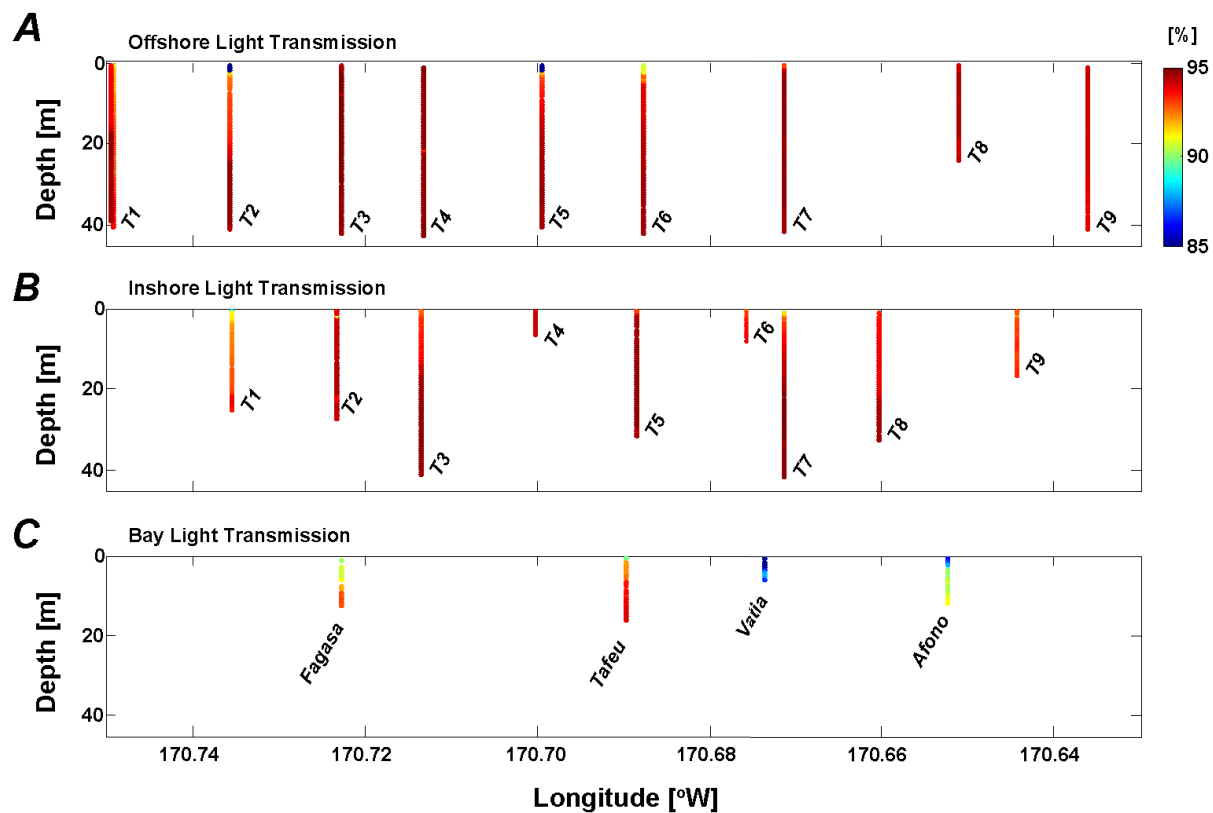 A
Offshore Light Transmission
[%]
0
20
40
Depth [m]
T1
T2
T3
T4
T5
T6
T7
T8
T9
95
90
85
B
Inshore Light Transmission
0
20
40
Depth [m]
T1
T2
T3
T4
T5
T6
T7
T8
T9
C
Bay Light Transmission
0
20
40
Depth [m]
Fagasa
Tafeu
Vatia
Afono
170.74 170.72 170.70 170.68 170.66 170.64
Longitude [ºW]